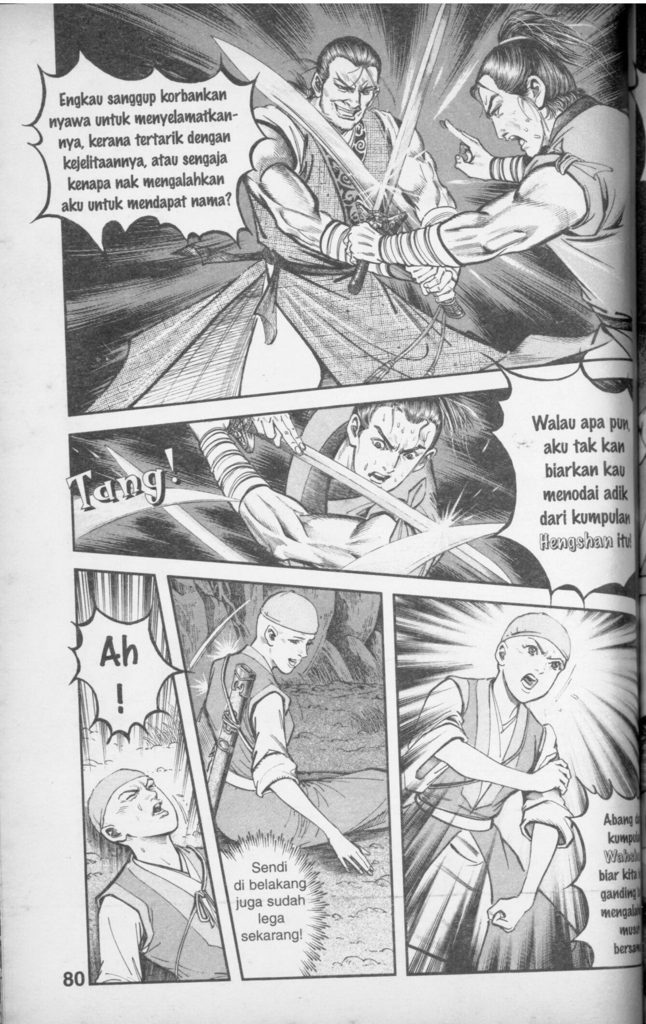 Engkau sanggup korbankan
nyawa untuk menyelamatkan-
nya, kerana tertarik dengan
kejelitaannya, atau sengaja
kenapa nak mengalahkan
aku untuk mendapat nama?
Walau apa pun,
aku tak kan
biarkan kau
menodai adik
dari kumpulan
Hengshan itu!
Tang!
Ah
!
Sendi
di belakang
juga sudah
lega
sekarang!
Abang
biar kita
80